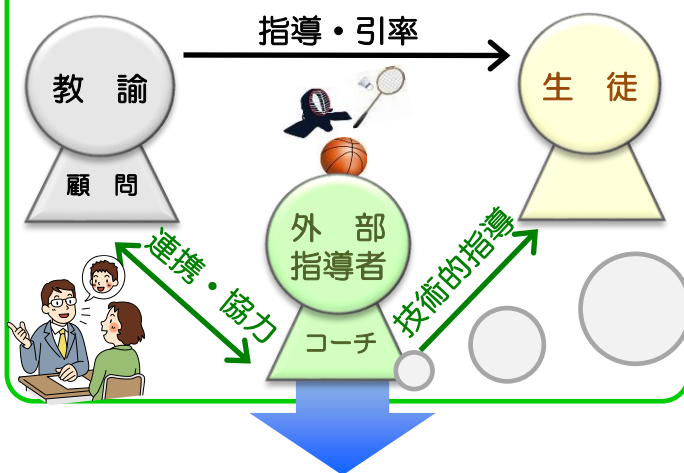 指導・引率
教 諭
顧 問
生 徒
外 部
指導者
コーチ
連携・協力
技術的指導